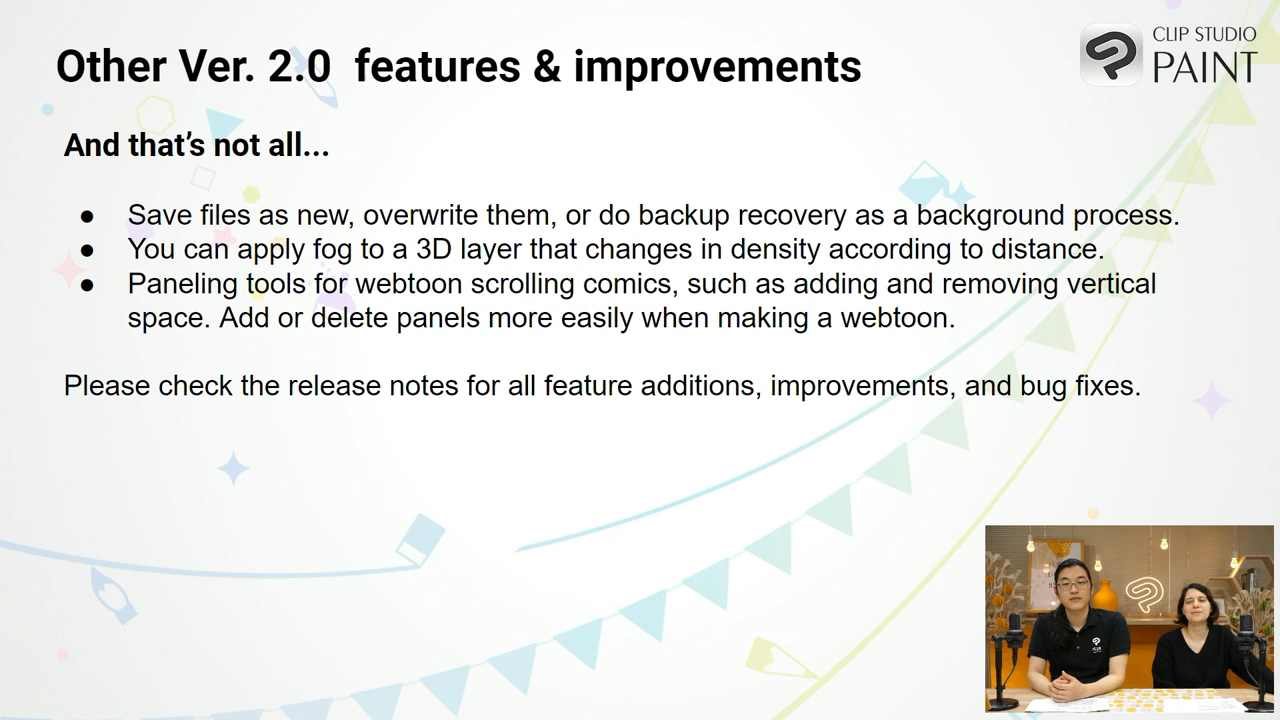 Other Ver. 2.0 features & improvements
CLIP STUDIO
PAINT
And that's not all...
● Save files as new, overwrite them, or do backup recovery as a background process.
● You can apply fog to a 3D layer that changes in density according to distance.
● Paneling tools for webtoon scrolling comics, such as adding and removing vertical
space. Add or delete panels more easily when making a webtoon.
Please check the release notes for all feature additions, improvements, and bug fixes.